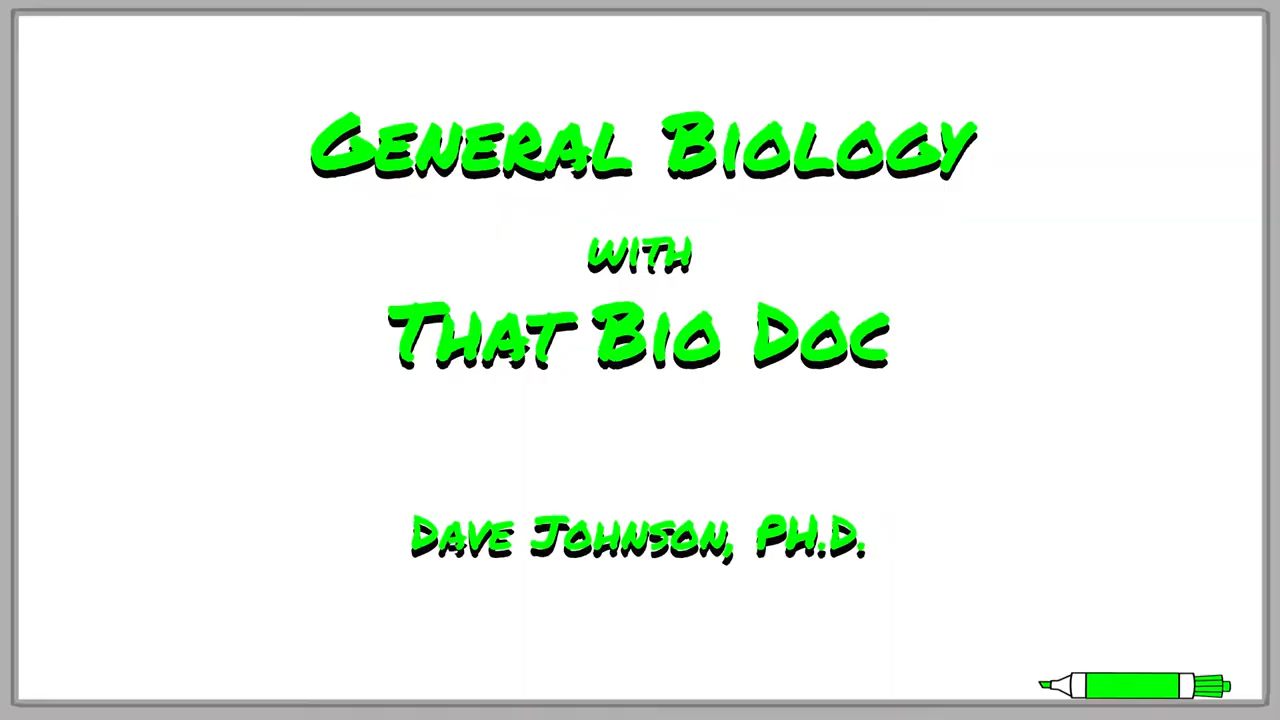 General Biology
with
That Bio Doc
Dave Johnson, PH.D.